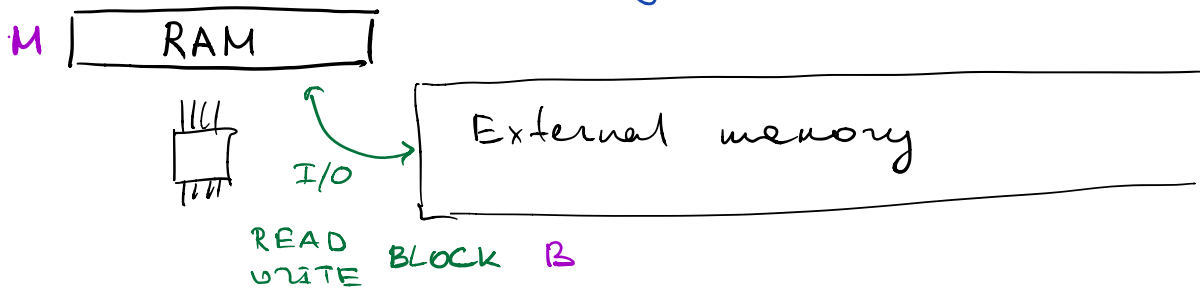 M RAM
External memory
I/O
READ
WRITE BLOCK B